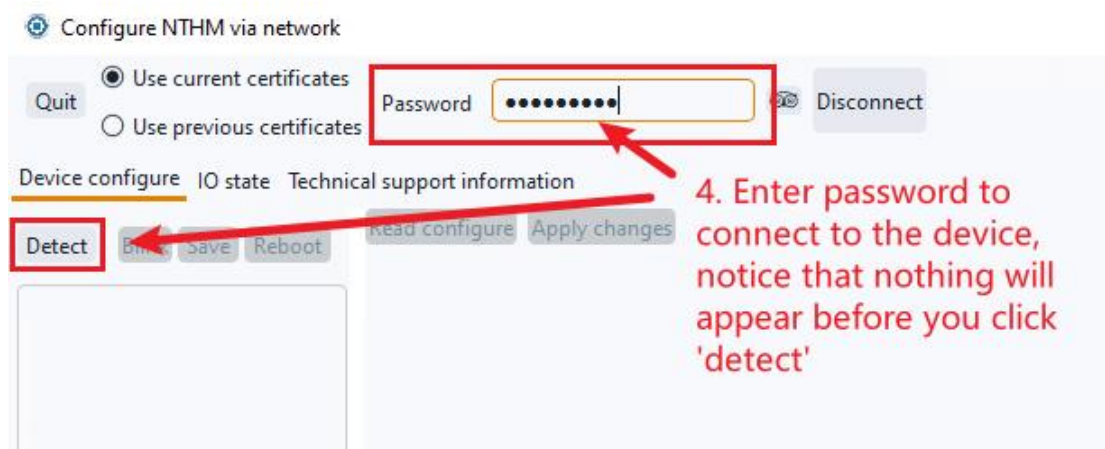 Configure NTHM via network
Quit
Use current certificates
Use previous certificates
Password
•••••••••
Disconnect
Device configure IO state Technical support information
Detect Save Reboot
Read configure Apply changes
4. Enter password to
connect to the device,
notice that nothing will
appear before you click
'detect'